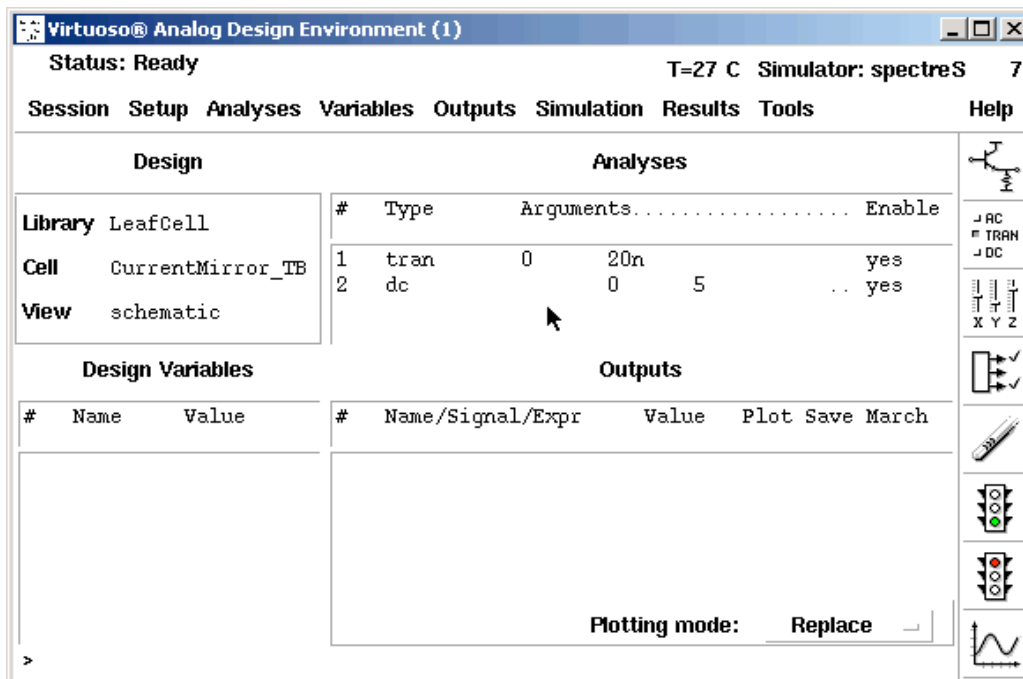 Virtuoso® Analog Design Environment (1)
Status: Ready
T=27 C Simulator: spectreS 7
Session Setup Analyses Variables Outputs Simulation Results Tools Help
Design
Analyses
Library LeafCell
Cell CurrentMirror_TB
View schematic
# Type Arguments.................. Enable
1 tran 0 20n yes
2 dc 0 5 .. yes
AC
TRAN
DC
X Y Z
Design Variables
Outputs
# Name Value
# Name/Signal/Expr Value Plot Save March
Plotting mode: Replace
>